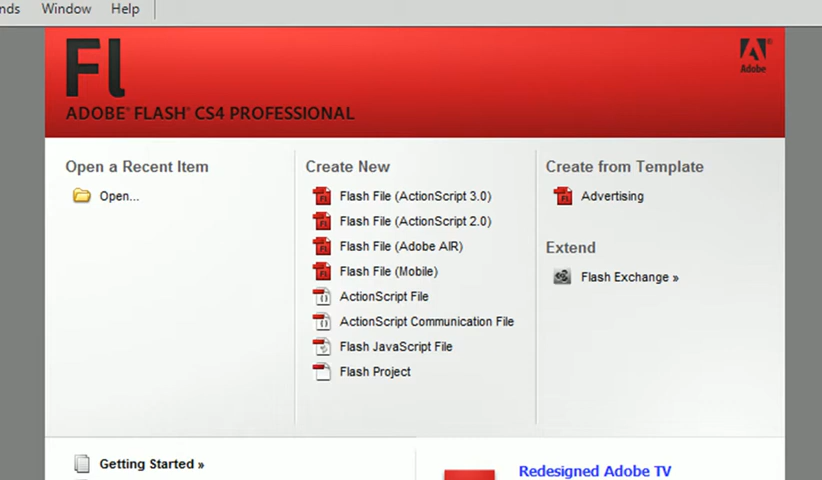 nds Window Help
Fl
Adobe
ADOBE® FLASH® CS4 PROFESSIONAL
Open a Recent Item
Open...
Create New
Flash File (ActionScript 3.0)
Flash File (ActionScript 2.0)
Flash File (Adobe AIR)
Flash File (Mobile)
ActionScript File
ActionScript Communication File
Flash JavaScript File
Flash Project
Create from Template
Advertising
Extend
Flash Exchange »
Getting Started »
Redesigned Adobe TV